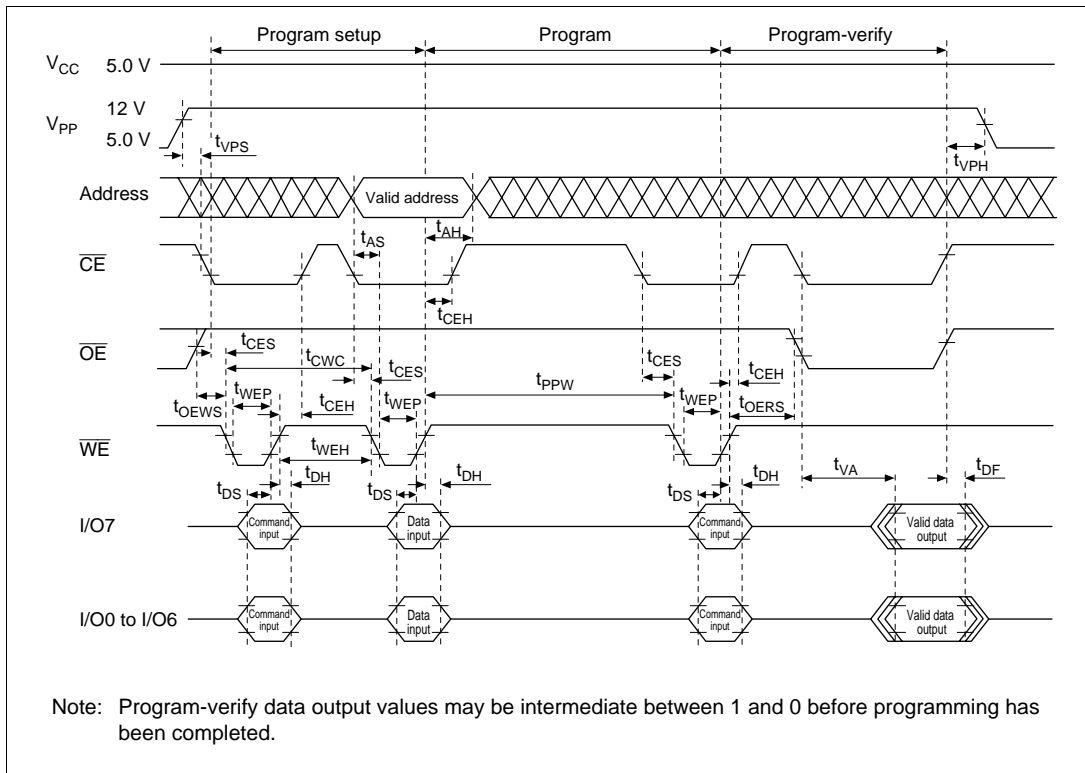 Program setup Program Program-verify
VCC 5.0 V
12 V
VPP
5.0 V
tVPS
tVPH
Address
Valid address
tAH
tAS
CE
tCEH
OE
tCES
tCWC
tCES
tCES
tCEH
tPPW
tWEP
tOEWS
tCEH
tWEP
tWEP
tOERS
WE
tWEH
tVA
tDH
tDH
tDH
tDF
tDS
tDS
tDS
I/O7
Command
input
Data
input
Command
input
Valid data
output
I/O0 to I/O6
Command
input
Data
input
Command
input
Valid data
output
Note: Program-verify data output values may be intermediate between 1 and 0 before programming has
been completed.